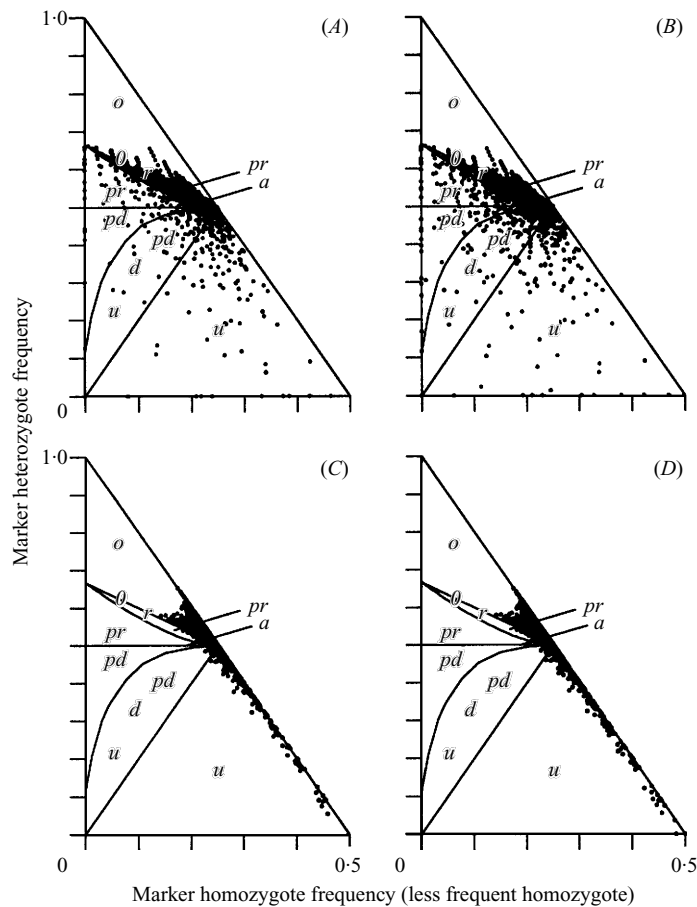 1·0
(A)
o
0
r
pr
pr
a
pd
pd
d
u
u
0
(B)
o
0
r
pr
pr
a
pd
pd
d
u
u
1·0
(C)
o
0
r
pr
pr
a
pd
pd
d
u
u
0
0·5
(D)
o
0
r
pr
pr
a
pd
pd
d
u
u
0
0·5
Marker heterozygote frequency
Marker homozygote frequency (less frequent homozygote)